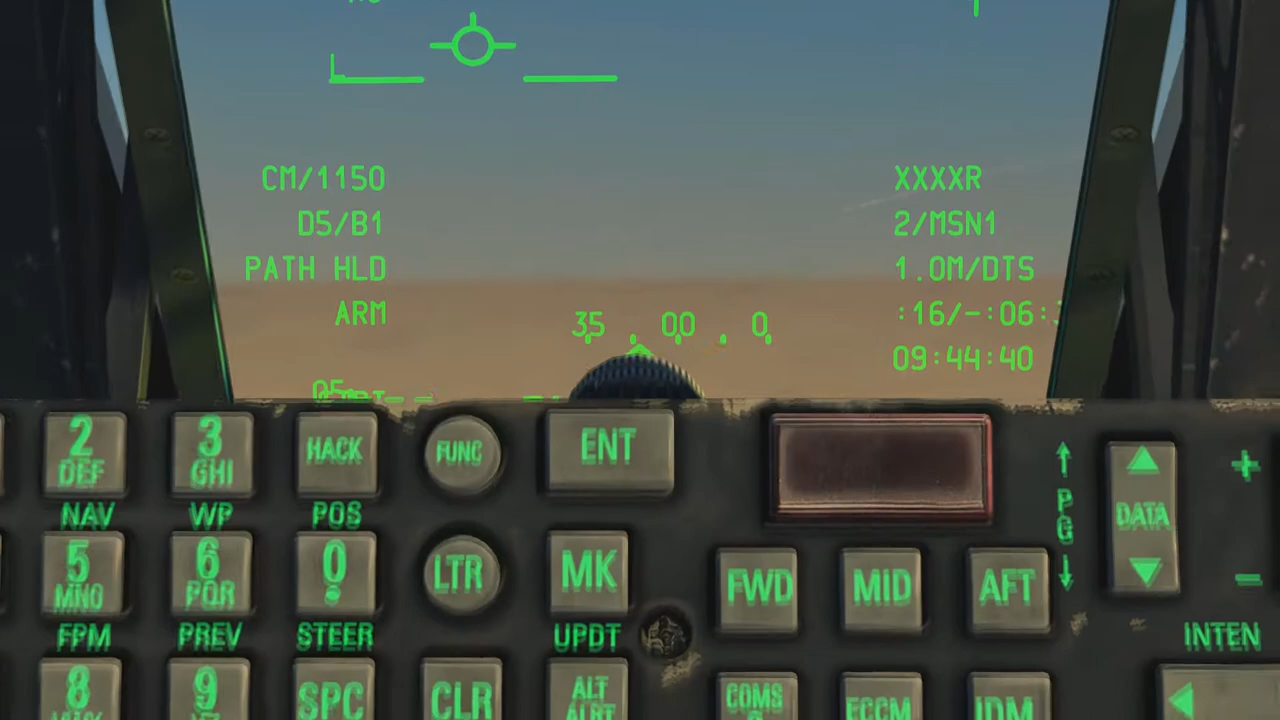 CM/1150
XXXXR
D5/B1
2/MSN1
PATH HLD
1.0M/DTS
ARM
:16/-:06:
35 . 00 . 0
09:44:40
05
2
DEF
3
GHI
HACK
FUNC
ENT
NAV
WP
POS
PG
DATA
+
5
MNO
6
PQR
0
LTR
MK
FWD
MID
AFT
-
FPM
PREV
STEER
UPDT
INTEN
8
9
SPC
CLR
ALT
ALRT
COMS
ECCM
IDM